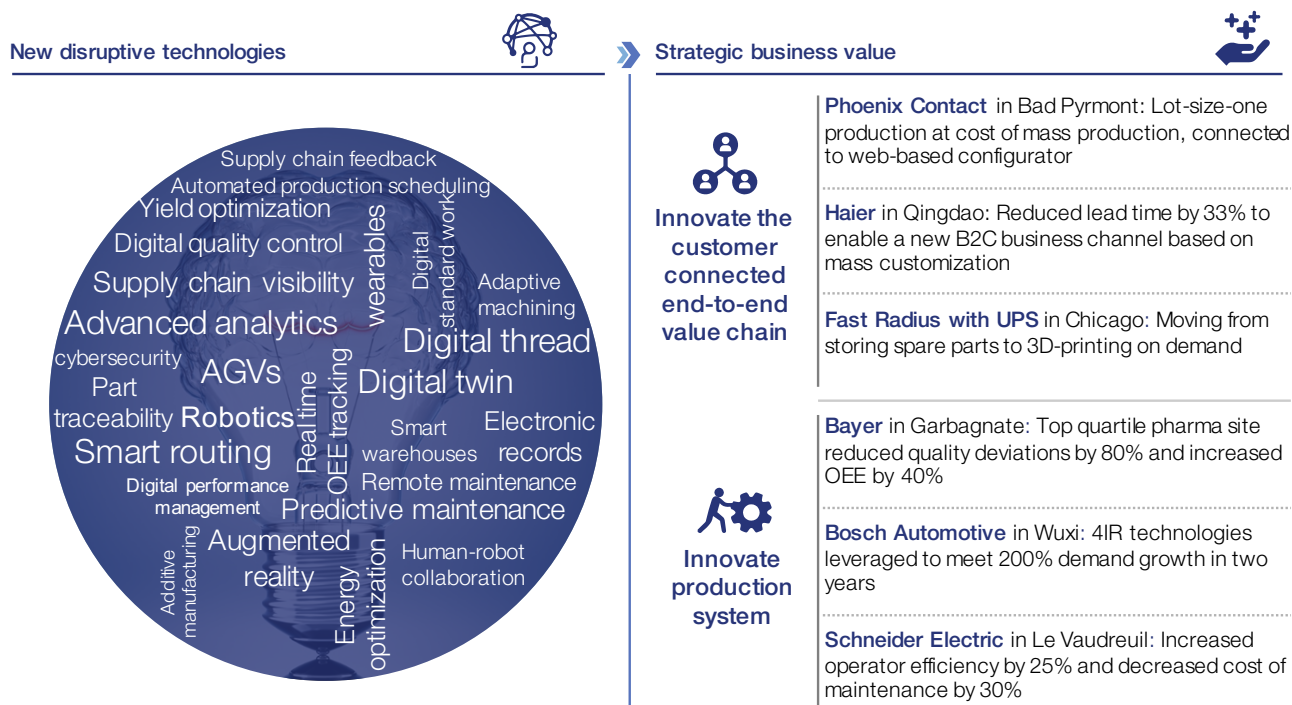 New disruptive technologies
Supply chain feedback
Automated production scheduling
Yield optimization
wearables
Digital
standard work
Digital quality control
Supply chain visibility
Adaptive
machining
Advanced analytics
Digital thread
cybersecurity
AGVs
Digital twin
Part
traceability
Robotics
Real time
OEE tracking
Smart
warehouses
Electronic
records
Smart routing
Remote maintenance
Digital performance
management
Predictive maintenance
Augmented
reality
Human-robot
collaboration
Additive
manufacturing
Energy
optimization
Strategic business value
Innovate the
customer
connected
end-to-end
value chain
Phoenix Contact in Bad Pyrmont: Lot-size-one
production at cost of mass production, connected
to web-based configurator
Haier in Qingdao: Reduced lead time by 33% to
enable a new B2C business channel based on
mass customization
Fast Radius with UPS in Chicago: Moving from
storing spare parts to 3D-printing on demand
Innovate
production
system
Bayer in Garbagnate: Top quartile pharma site
reduced quality deviations by 80% and increased
OEE by 40%
Bosch Automotive in Wuxi: 4IR technologies
leveraged to meet 200% demand growth in two
years
Schneider Electric in Le Vaudreuil: Increased
operator efficiency by 25% and decreased cost of
maintenance by 30%